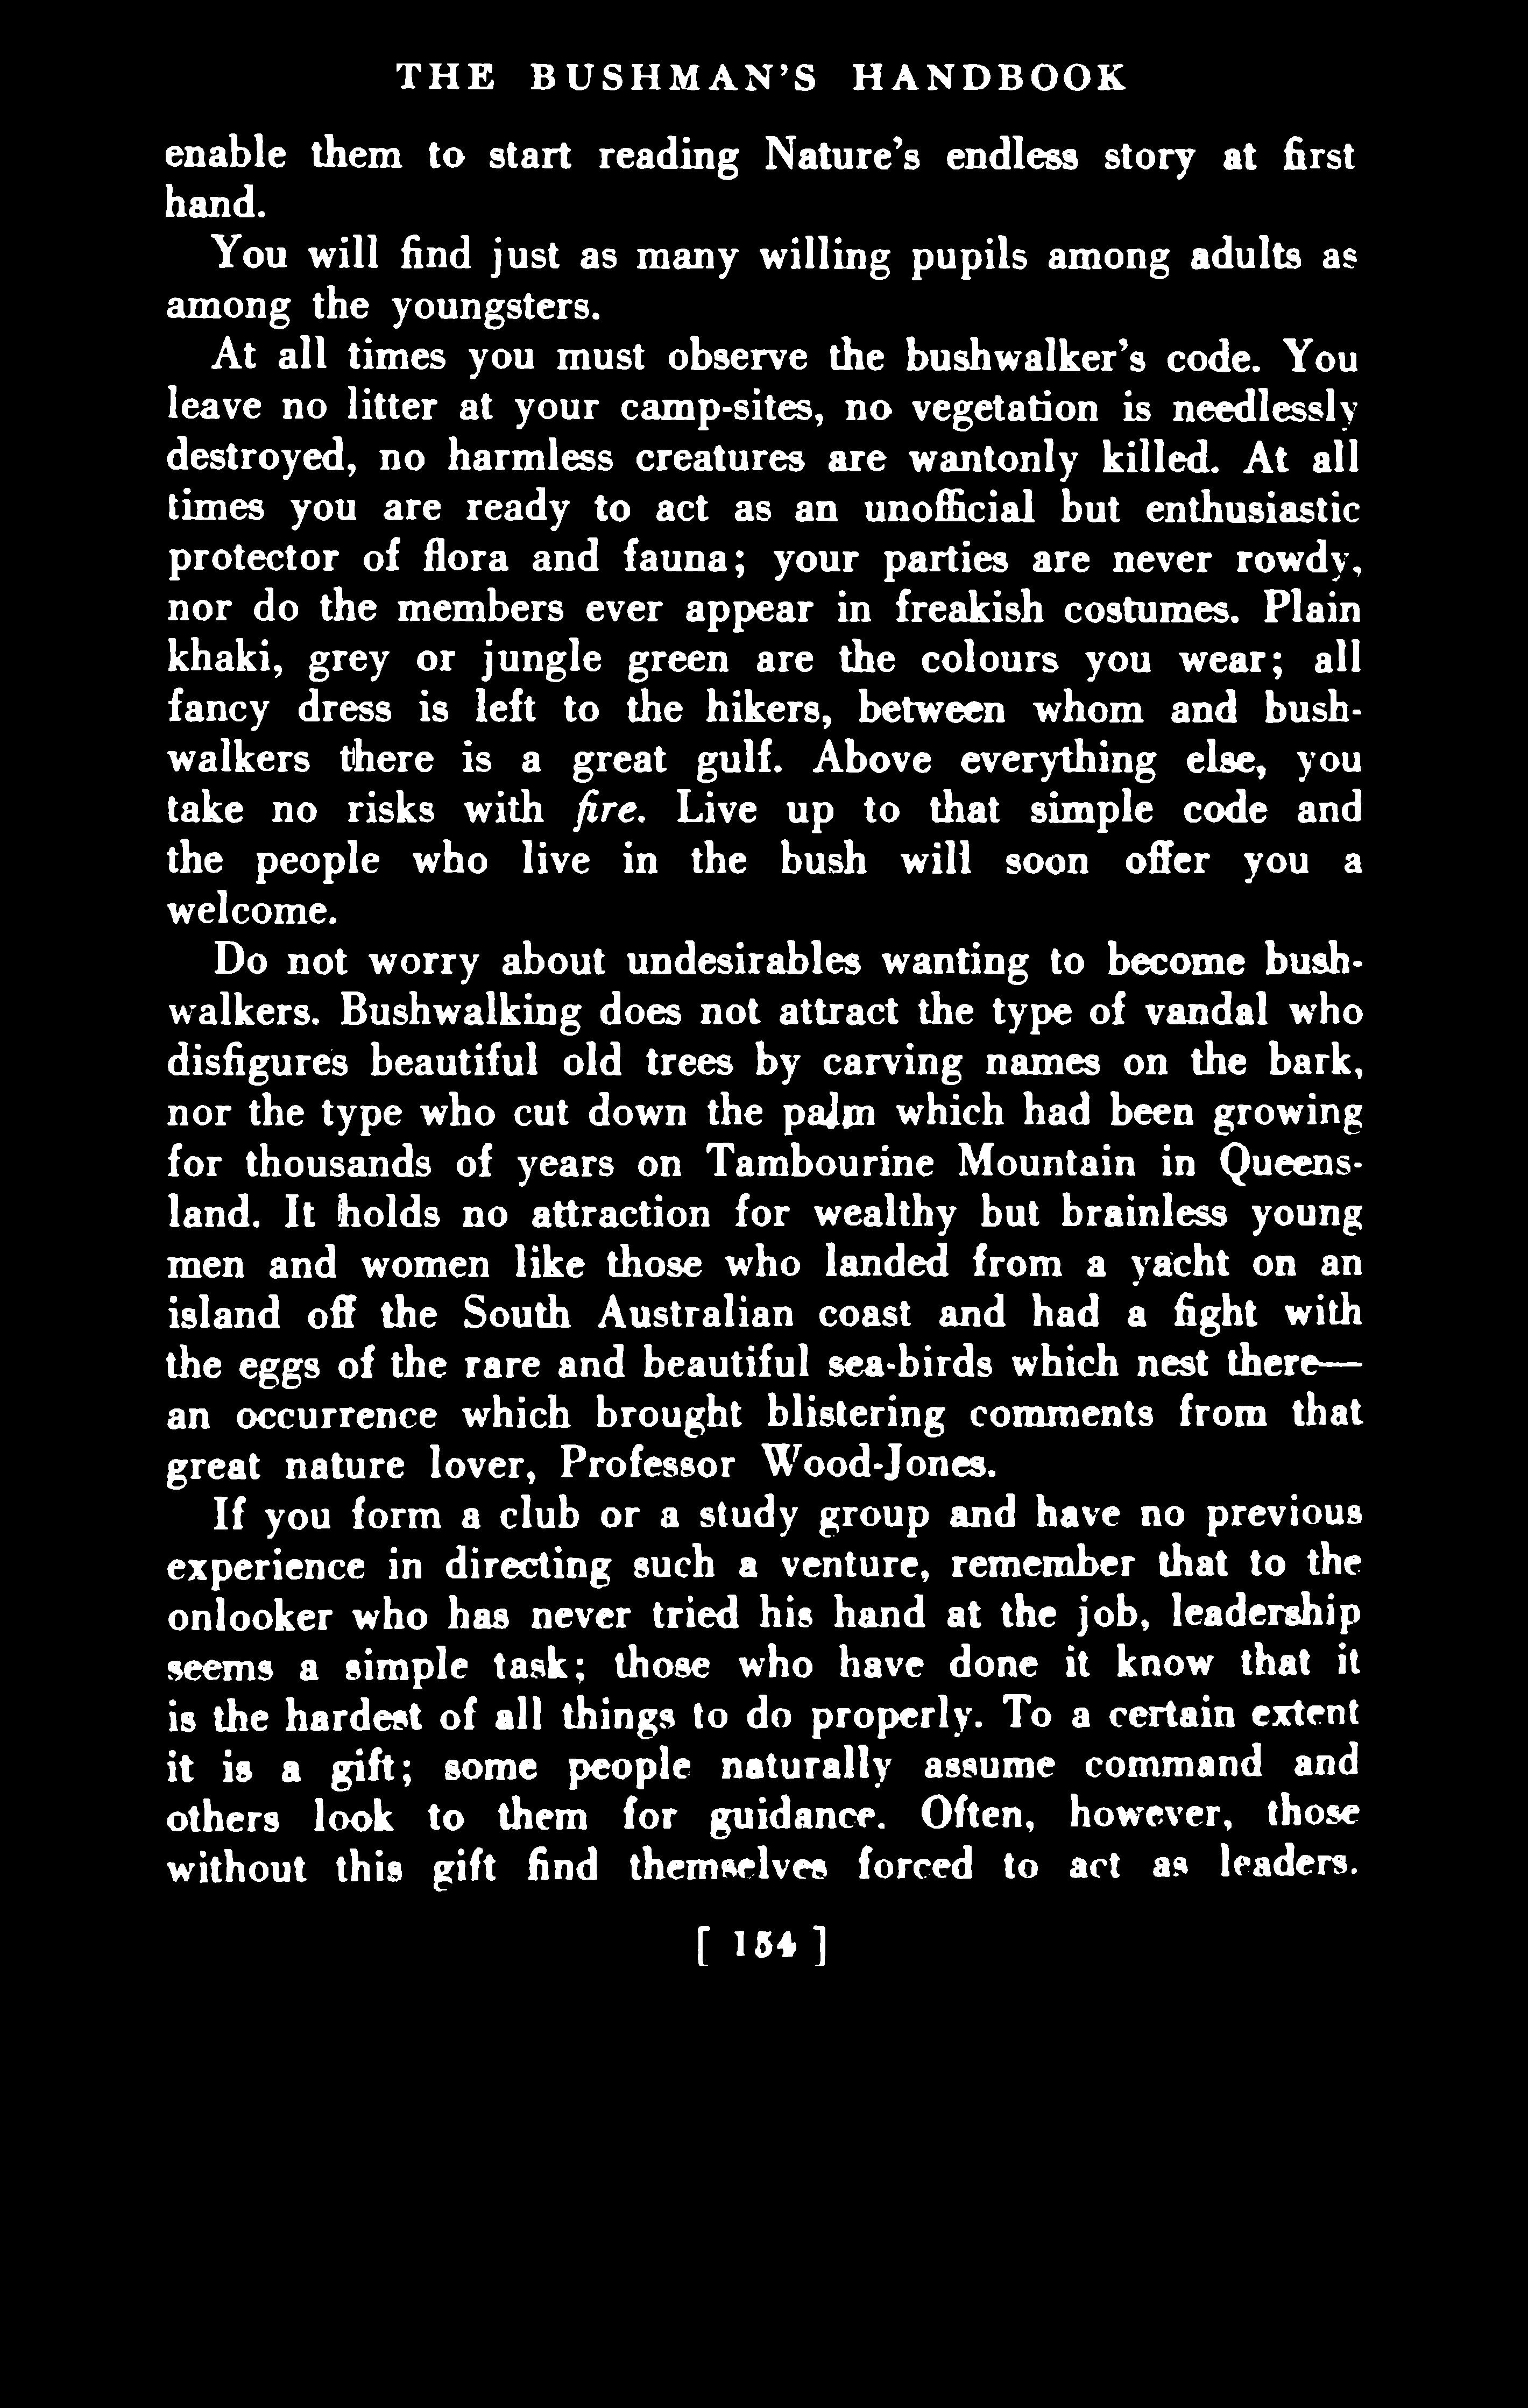 THE BUSHMAN'S HANDBOOK
enable them to start reading Nature's endless story at first
hand.
You will find just as many willing pupils among adults as
among the youngsters.
At all times you must observe the bushwalker's code. You
leave no litter at your camp-sites, no vegetation is needlessly
destroyed, no harmless creatures are wantonly killed. At all
times you are ready to act as an unofficial but enthusiastic
protector of flora and fauna; your parties are never rowdy,
nor do the members ever appear in freakish costumes. Plain
khaki, grey or jungle green are the colours you wear; all
fancy dress is left to the hikers, between whom and bush-
walkers there is a great gulf. Above everything else, you
take no risks with fire. Live up to that simple code and
the people who live in the bush will soon offer you a
welcome.
Do not worry about undesirables wanting to become bush-
walkers. Bushwalking does not attract the type of vandal who
disfigures beautiful old trees by carving names on the bark,
nor the type who cut down the palm which had been growing
for thousands of years on Tambourine Mountain in Queens-
land. It holds no attraction for wealthy but brainless young
men and women like those who landed from a yacht on an
island off the South Australian coast and had a fight with
the eggs of the rare and beautiful sea-birds which nest there—
an occurrence which brought blistering comments from that
great nature lover, Professor Wood-Jones.
If you form a club or a study group and have no previous
experience in directing such a venture, remember that to the
onlooker who has never tried his hand at the job, leadership
seems a simple task; those who have done it know that it
is the hardest of all things to do properly. To a certain extent
it is a gift; some people naturally assume command and
others look to them for guidance. Often, however, those
without this gift find themselves forced to act as leaders.
[ 154 ]